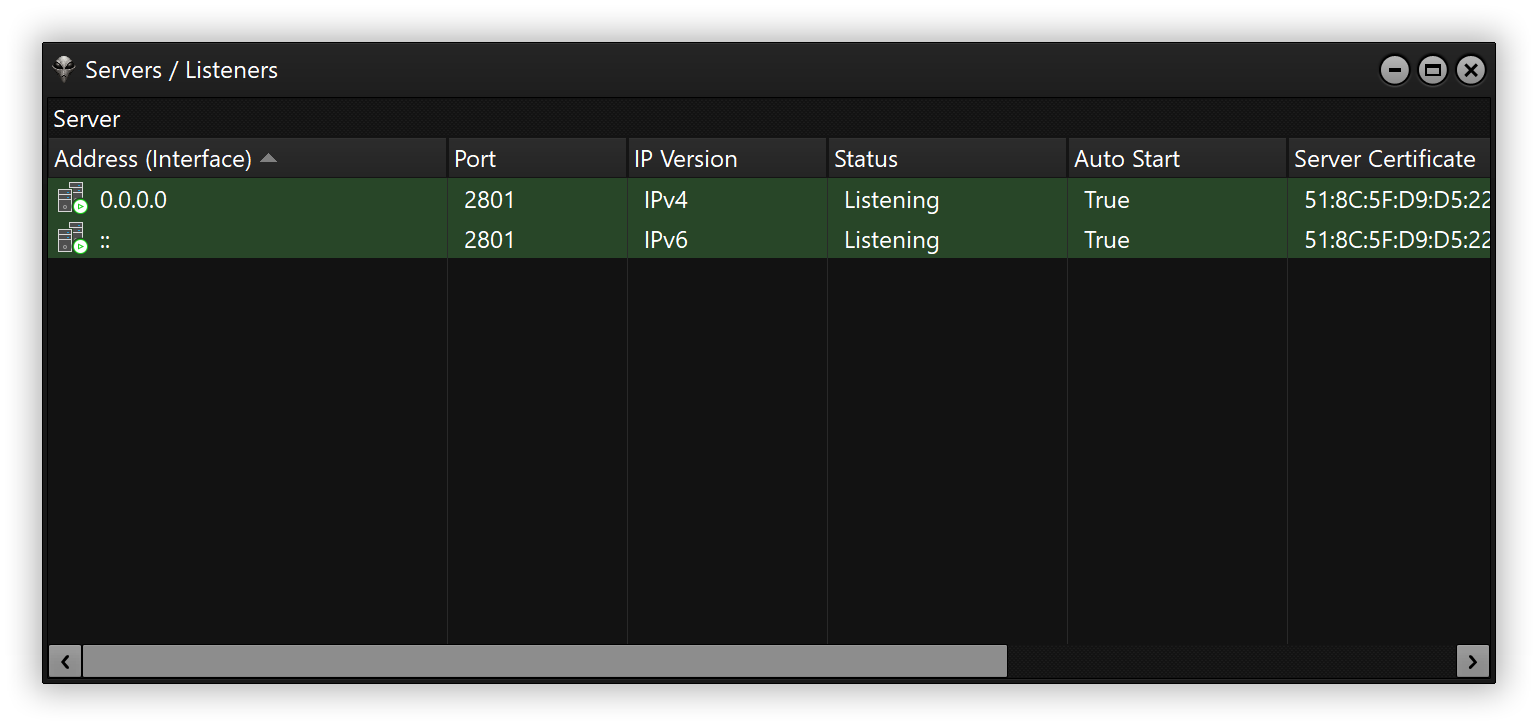 Servers / Listeners
Server
Address (Interface) Port IP Version Status Auto Start Server Certificate
0.0.0.0 2801 IPv4 Listening True 51:8C:5F:D9:D5:22
:: 2801 IPv6 Listening True 51:8C:5F:D9:D5:22